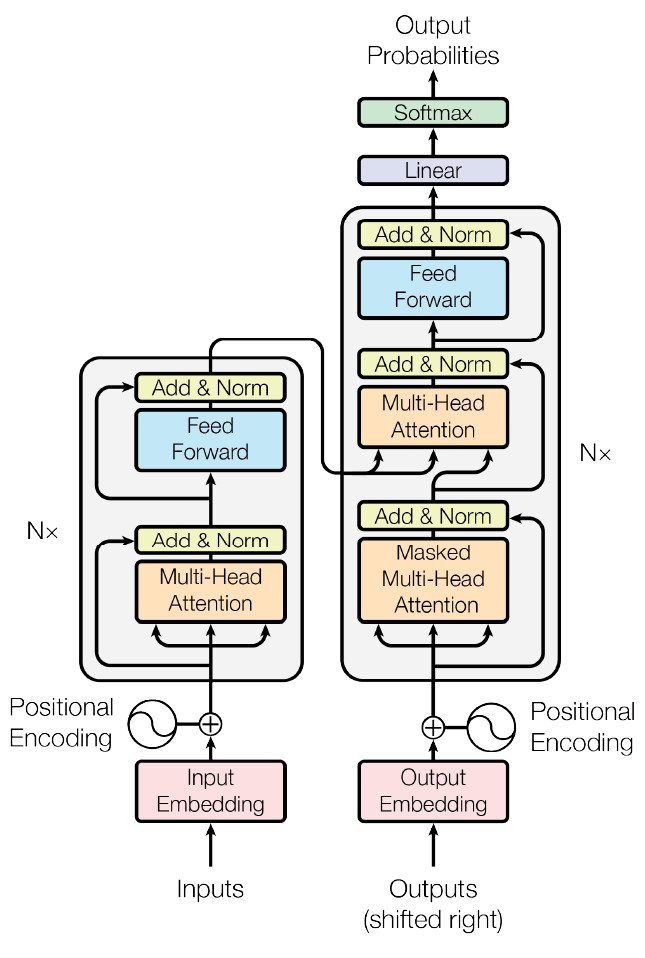 Output
Probabilities
Softmax
Linear
Add & Norm
Feed
Forward
Add & Norm
Multi-Head
Attention
Add & Norm
Masked
Multi-Head
Attention
N×
Add & Norm
Feed
Forward
Add & Norm
Multi-Head
Attention
N×
Positional
Encoding
Positional
Encoding
Input
Embedding
Output
Embedding
Inputs
Outputs
(shifted right)